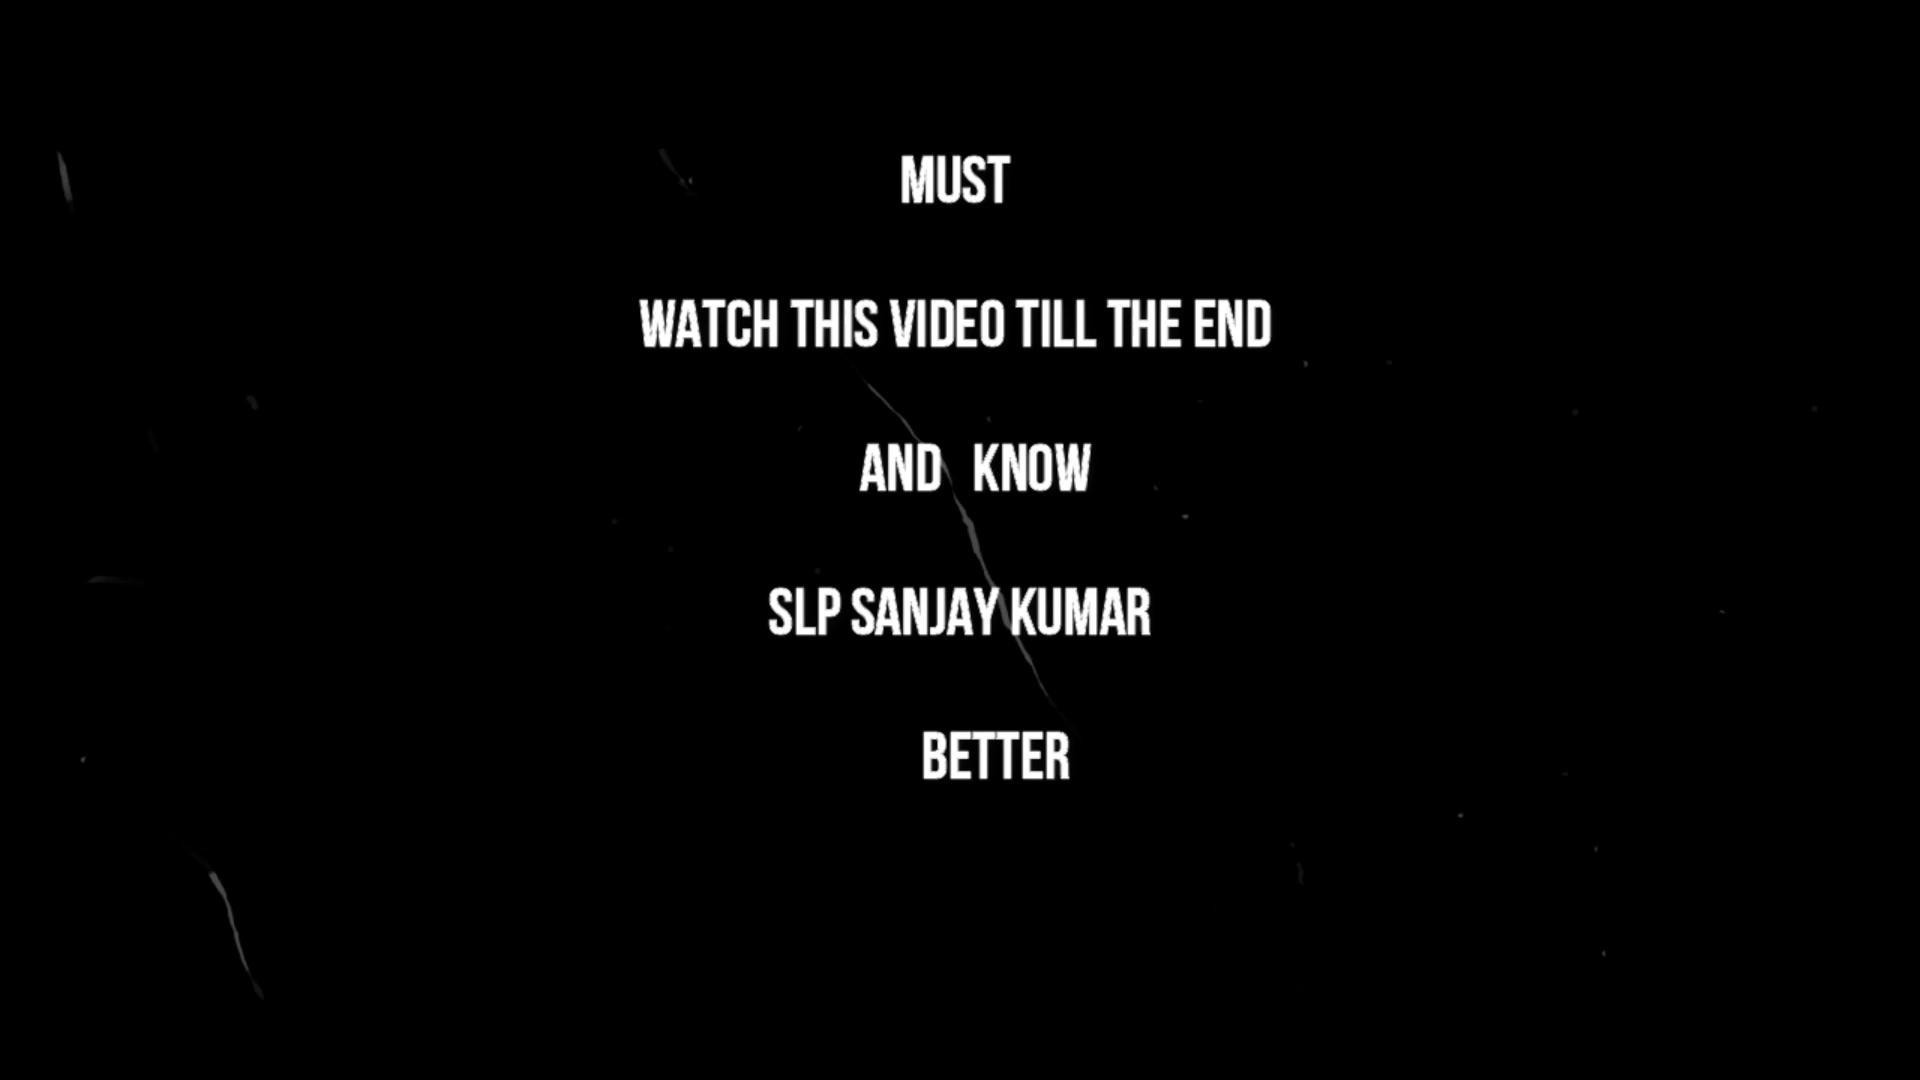 MUST
WATCH THIS VIDEO TILL THE END
AND KNOW
SLP SANJAY KUMAR
BETTER